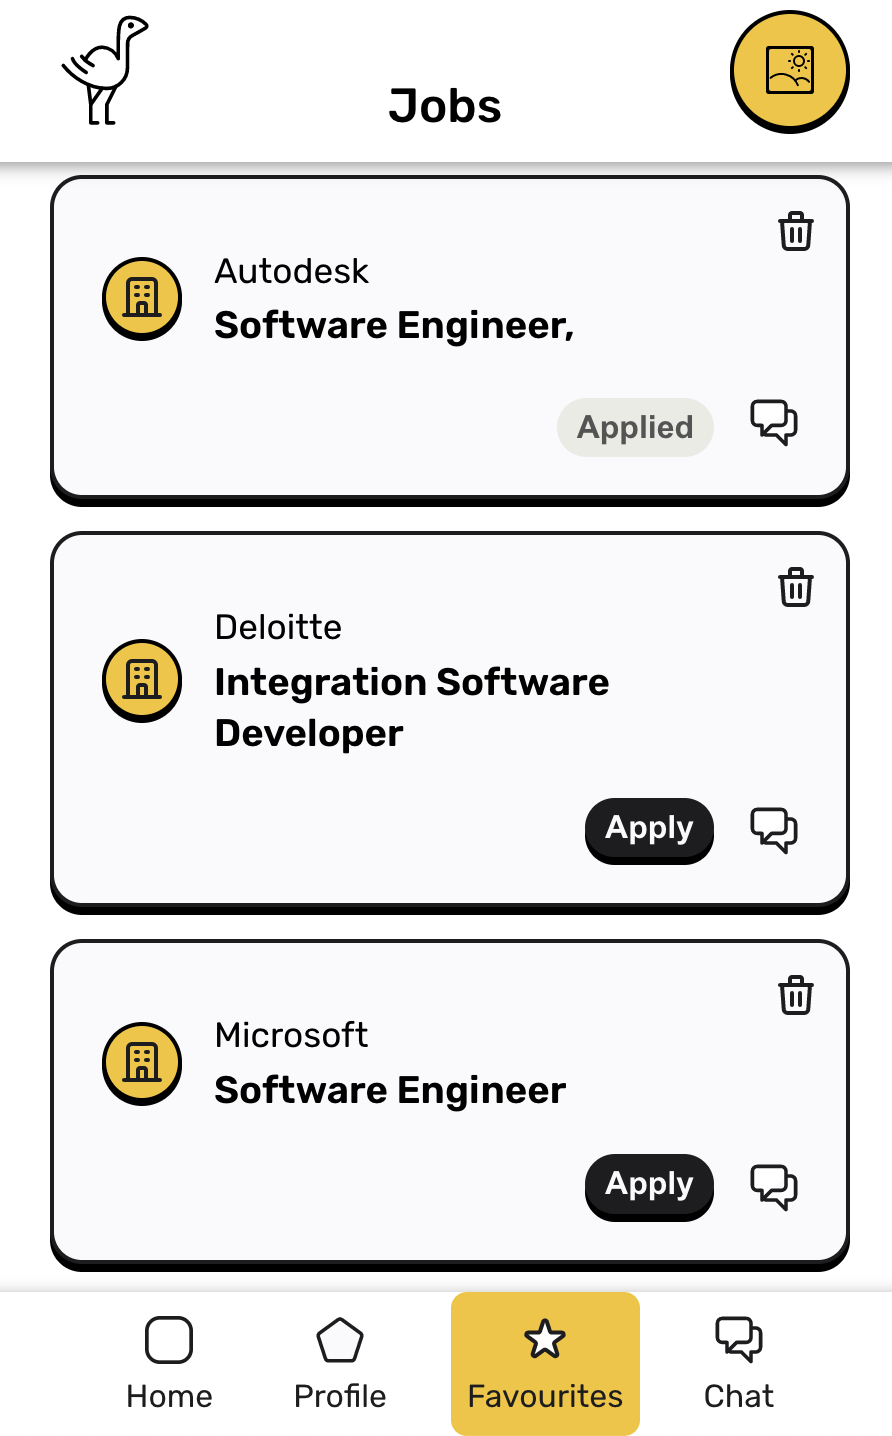 Jobs
Autodesk
Software Engineer,
Applied
Deloitte
Integration Software
Developer
Apply
Microsoft
Software Engineer
Apply
Home
Profile
Favourites
Chat